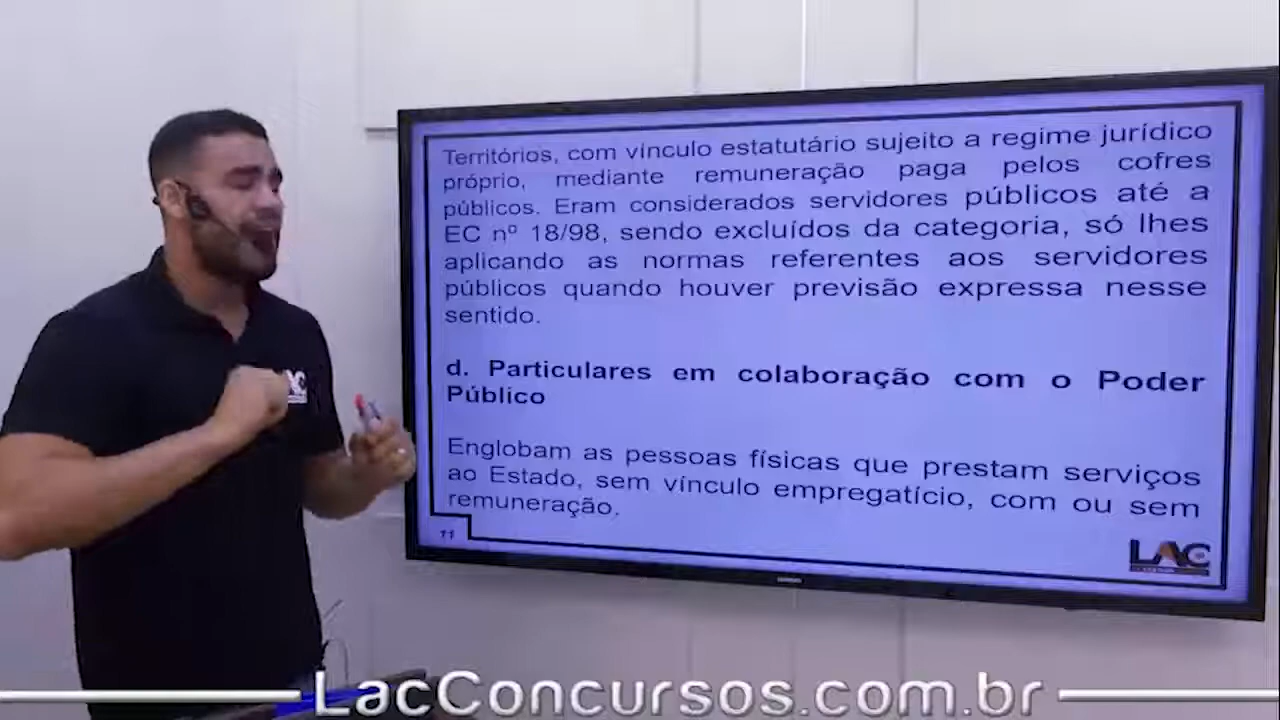 Territórios, com vínculo estatutário sujeito a regime jurídico
próprio, mediante remuneração paga pelos cofres
públicos. Eram considerados servidores públicos até a
EC nº 18/98, sendo excluídos da categoria, só lhes
aplicando as normas referentes aos servidores
públicos quando houver previsão expressa nesse
sentido.
d. Particulares em colaboração com o Poder
Público
Englobam as pessoas físicas que prestam serviços
ao Estado, sem vínculo empregatício, com ou sem
remuneração.
11
LAC
LacConcursos.com.br